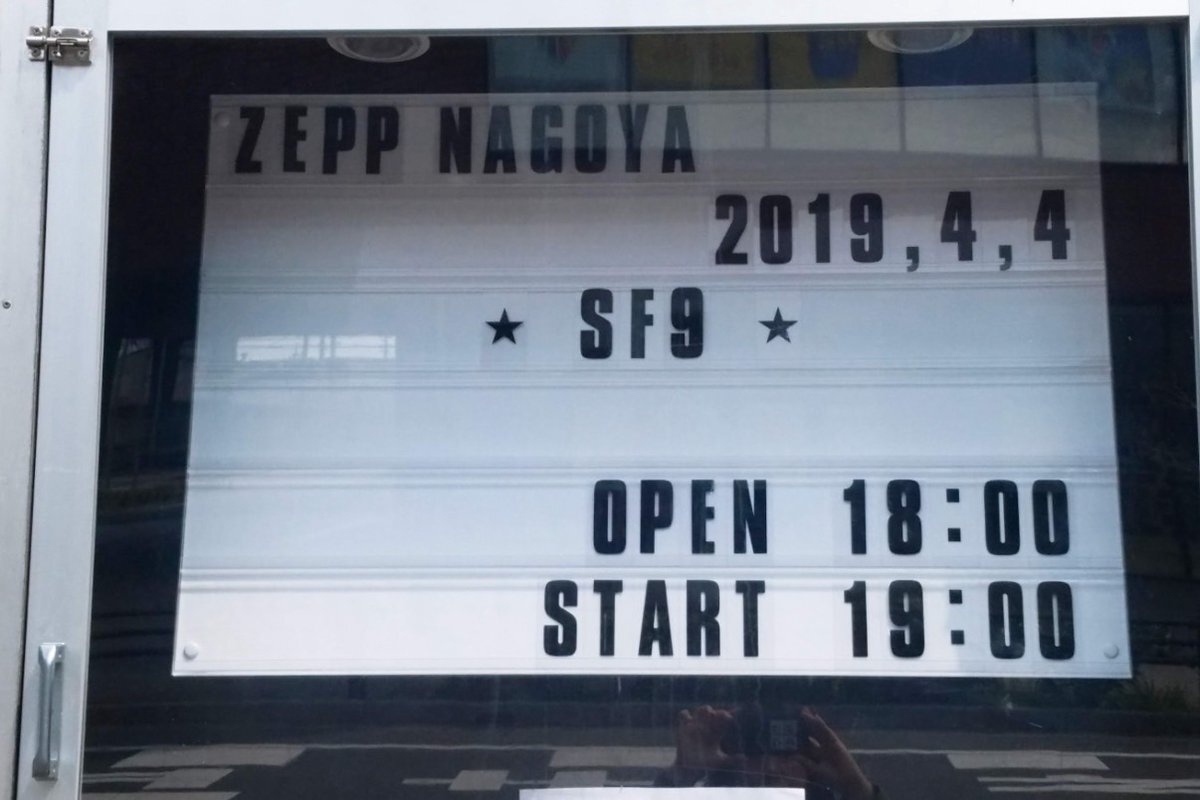 ZEPP NAGOYA
2019,4,4
★ SF9 ★
OPEN 18:00
START 19:00